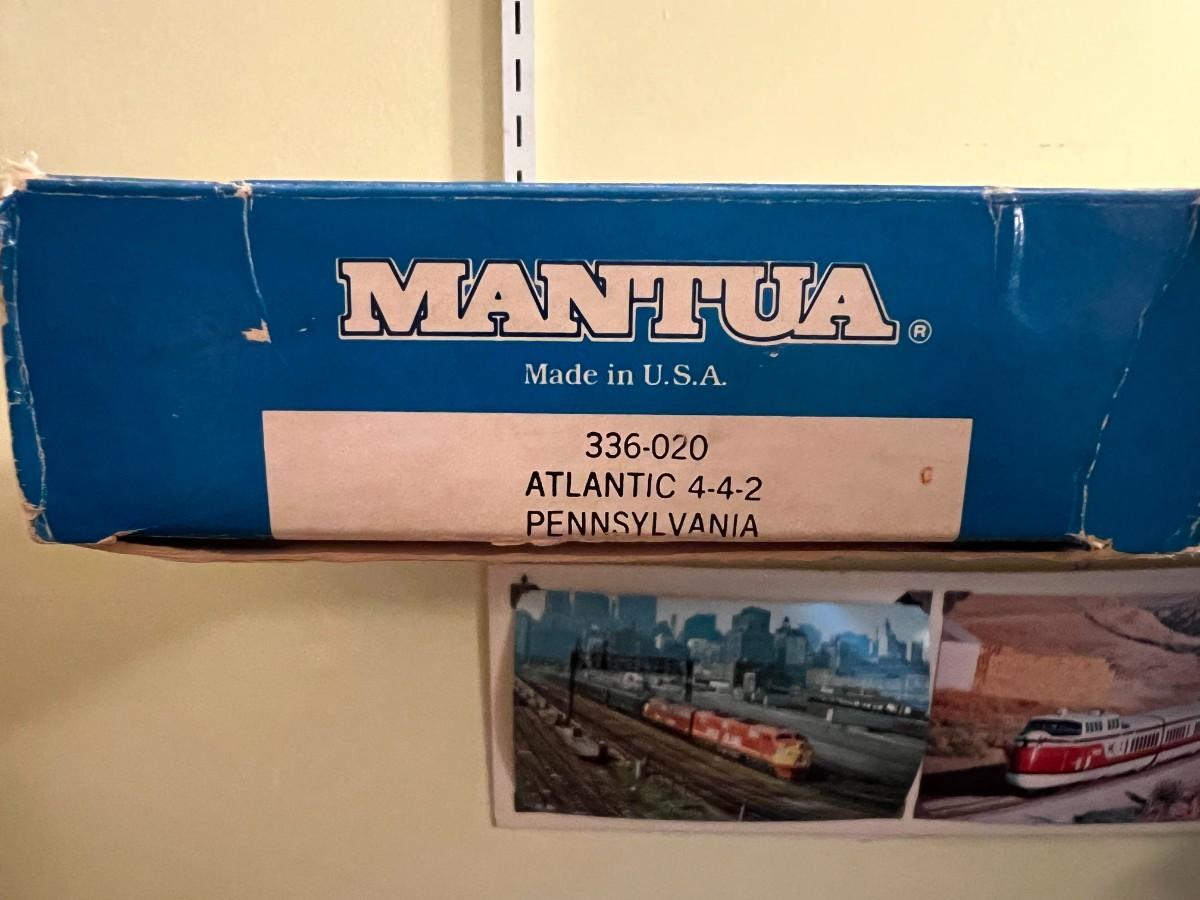 MANTUA ®
Made in U.S.A.
336-020
ATLANTIC 4-4-2
PENNSYLVANIA